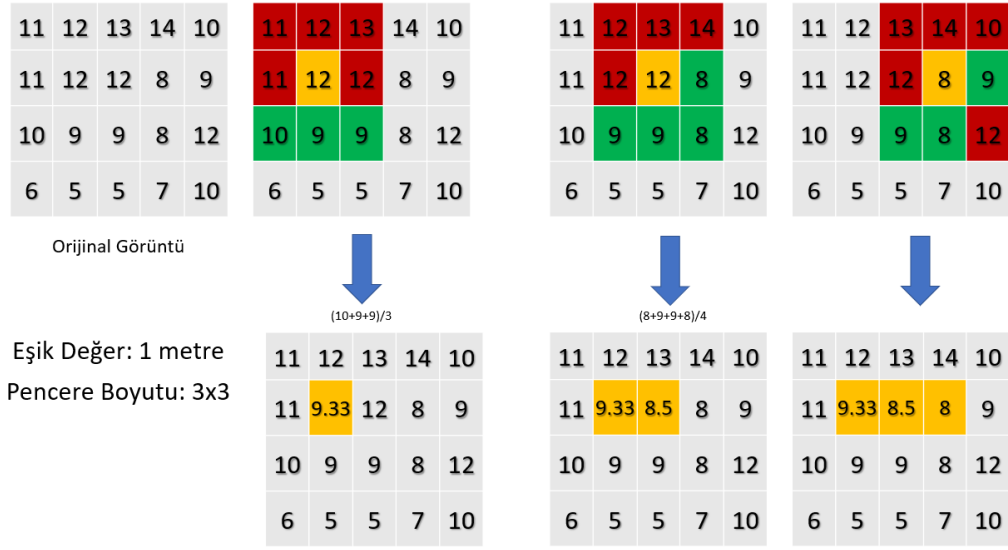 11 12 13 14 10 11 12 13 14 10 11 12 13 14 10 11 12 13 14 10
11 12 12 8 9 11 12 12 8 9 11 12 12 8 9 11 12 12 8 9
10 9 9 8 12 10 9 9 8 12 10 9 9 8 12 10 9 9 8 12
6 5 5 7 10 6 5 5 7 10 6 5 5 7 10 6 5 5 7 10
Orijinal Görüntü
(10+9+9)/3 (8+9+9+8)/4
Eşik Değer: 1 metre
Pencere Boyutu: 3x3
11 12 13 14 10 11 12 13 14 10 11 12 13 14 10
11 9.33 12 8 9 11 9.33 8.5 8 9 11 9.33 8.5 8 9
10 9 9 8 12 10 9 9 8 12 10 9 9 8 12
6 5 5 7 10 6 5 5 7 10 6 5 5 7 10